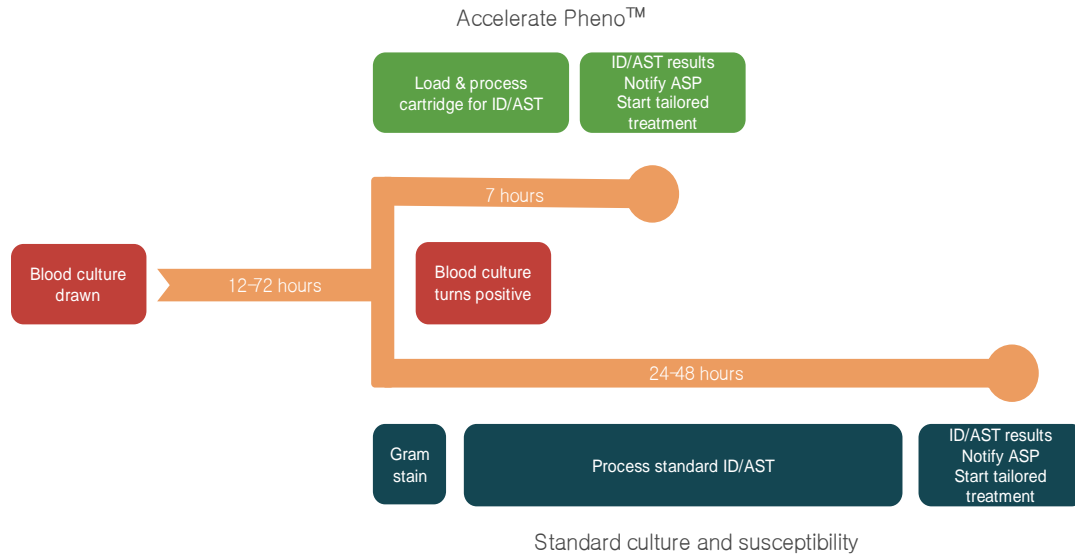 Accelerate Pheno™
Load & process
cartridge for ID/AST
ID/AST results
Notify ASP
Start tailored
treatment
7 hours
Blood culture
drawn
12–72 hours
Blood culture
turns positive
24–48 hours
Gram
stain
Process standard ID/AST
ID/AST results
Notify ASP
Start tailored
treatment
Standard culture and susceptibility